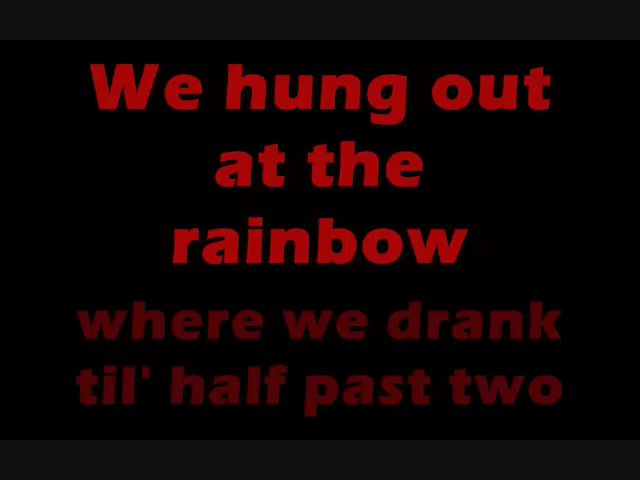 We hung out
at the
rainbow
where we drank
til' half past two